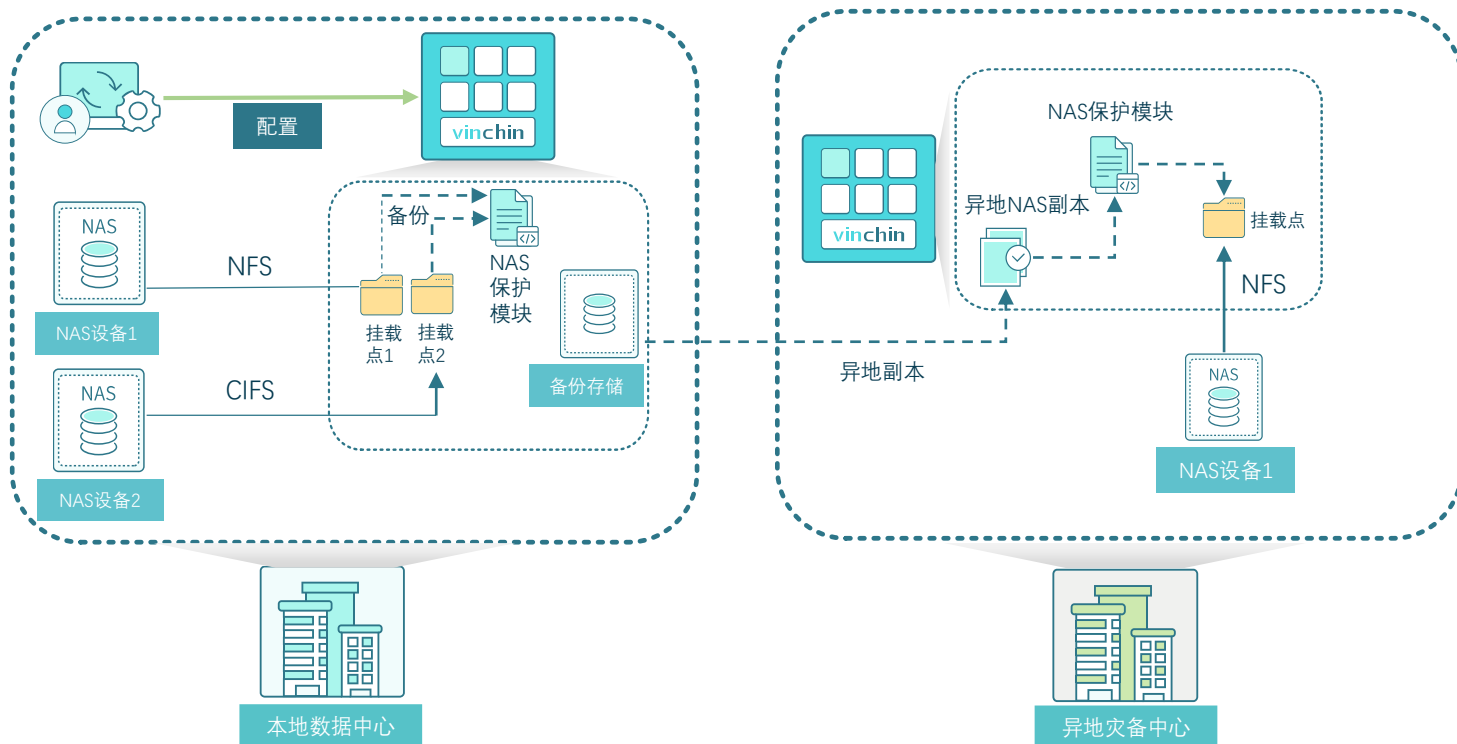 配置
vinchin
备份
NAS
保护
模块
NAS
NFS
NAS设备1
挂载
点1
挂载
点2
NAS
CIFS
NAS设备2
备份存储
本地数据中心
异地副本
vinchin
NAS保护模块
异地NAS副本
挂载点
NFS
NAS
NAS设备1
异地灾备中心